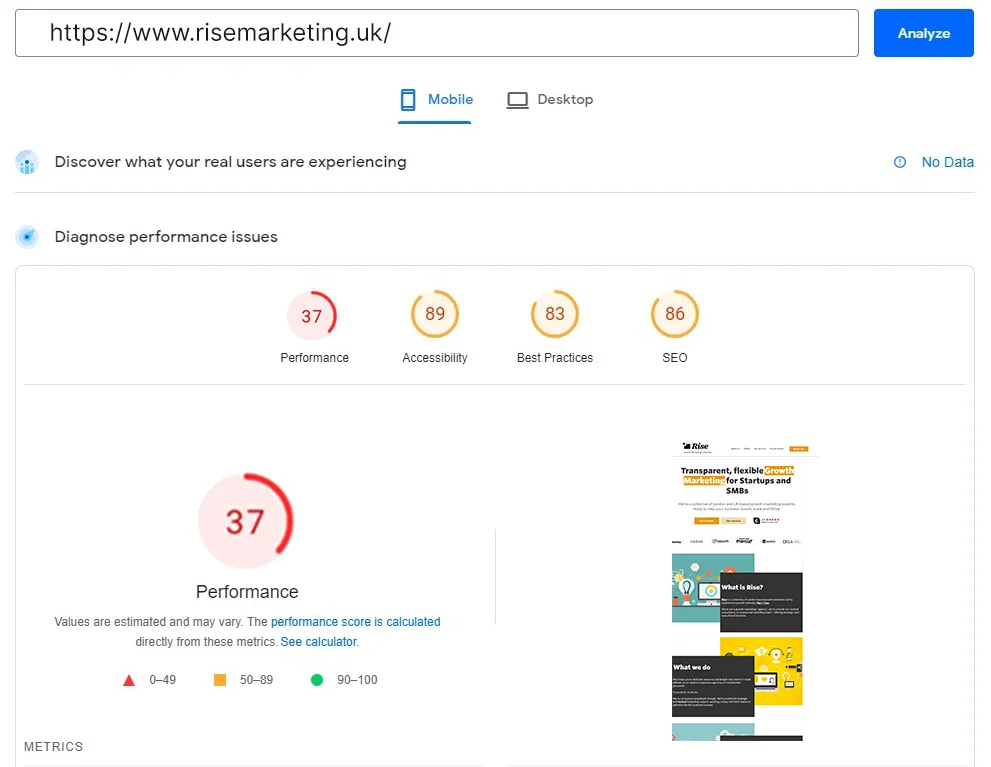 https://www.risemarketing.uk/
Analyze
Mobile
Desktop
Discover what your real users are experiencing
No Data
Diagnose performance issues
37
89
83
86
Performance
Accessibility
Best Practices
SEO
37
Performance
Values are estimated and may vary. The performance score is calculated
directly from these metrics. See calculator.
0–49
50–89
90–100
METRICS
Rise
Transparent, flexible Growth
Marketing for Startups and
SMBs
What is Rise?
What we do